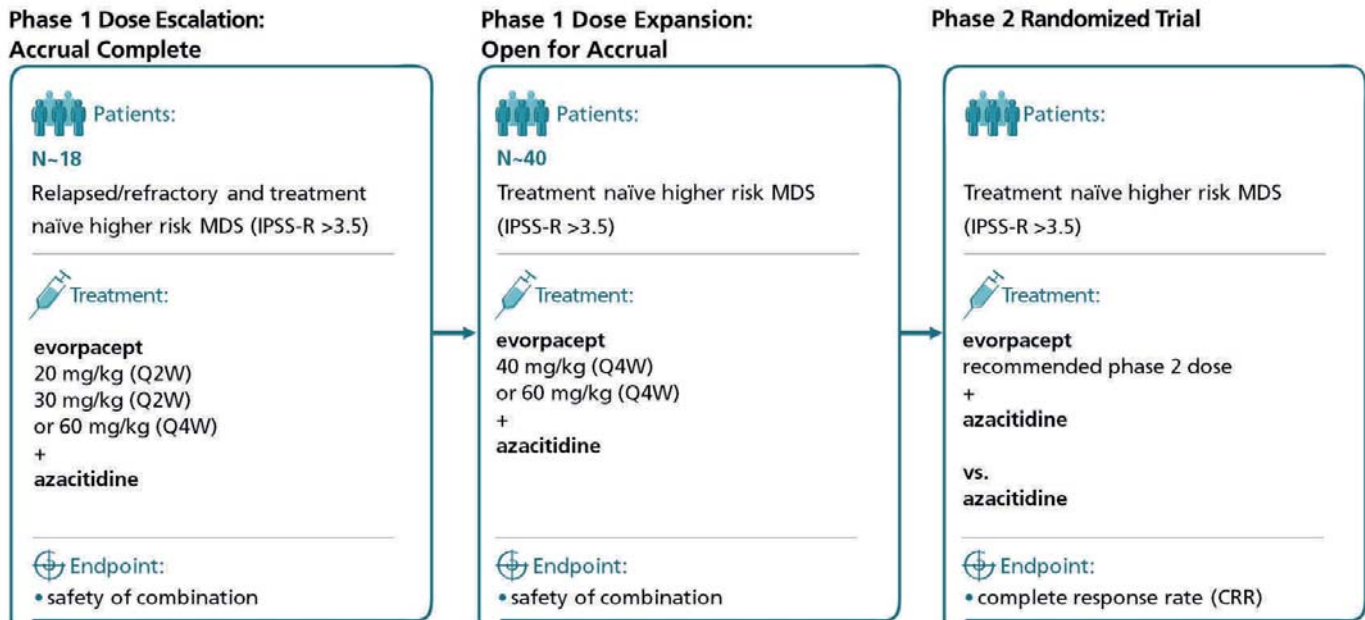 Phase 1 Dose Escalation:
Accrual Complete
Patients:
N~18
Relapsed/refractory and treatment
naïve higher risk MDS (IPSS-R >3.5)
Treatment:
evorpacept
20 mg/kg (Q2W)
30 mg/kg (Q2W)
or 60 mg/kg (Q4W)
+
azacitidine
Endpoint:
• safety of combination
Phase 1 Dose Expansion:
Open for Accrual
Patients:
N~40
Treatment naïve higher risk MDS
(IPSS-R >3.5)
Treatment:
evorpacept
40 mg/kg (Q4W)
or 60 mg/kg (Q4W)
+
azacitidine
Endpoint:
• safety of combination
Phase 2 Randomized Trial
Patients:
Treatment naïve higher risk MDS
(IPSS-R >3.5)
Treatment:
evorpacept
recommended phase 2 dose
+
azacitidine
vs.
azacitidine
Endpoint:
• complete response rate (CRR)